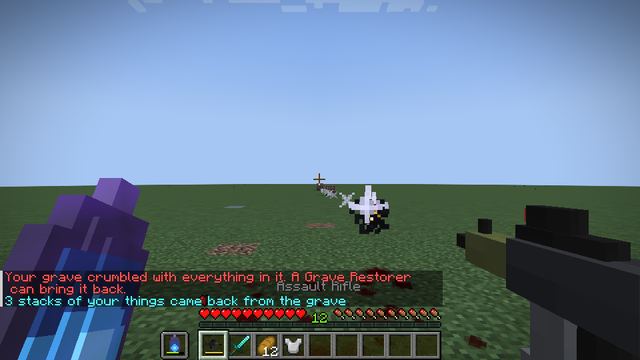 Your grave crumbled with everything in it. A Grave Restorer
can bring it back.
Assault Rifle
3 stacks of your things came back from the grave
12
12